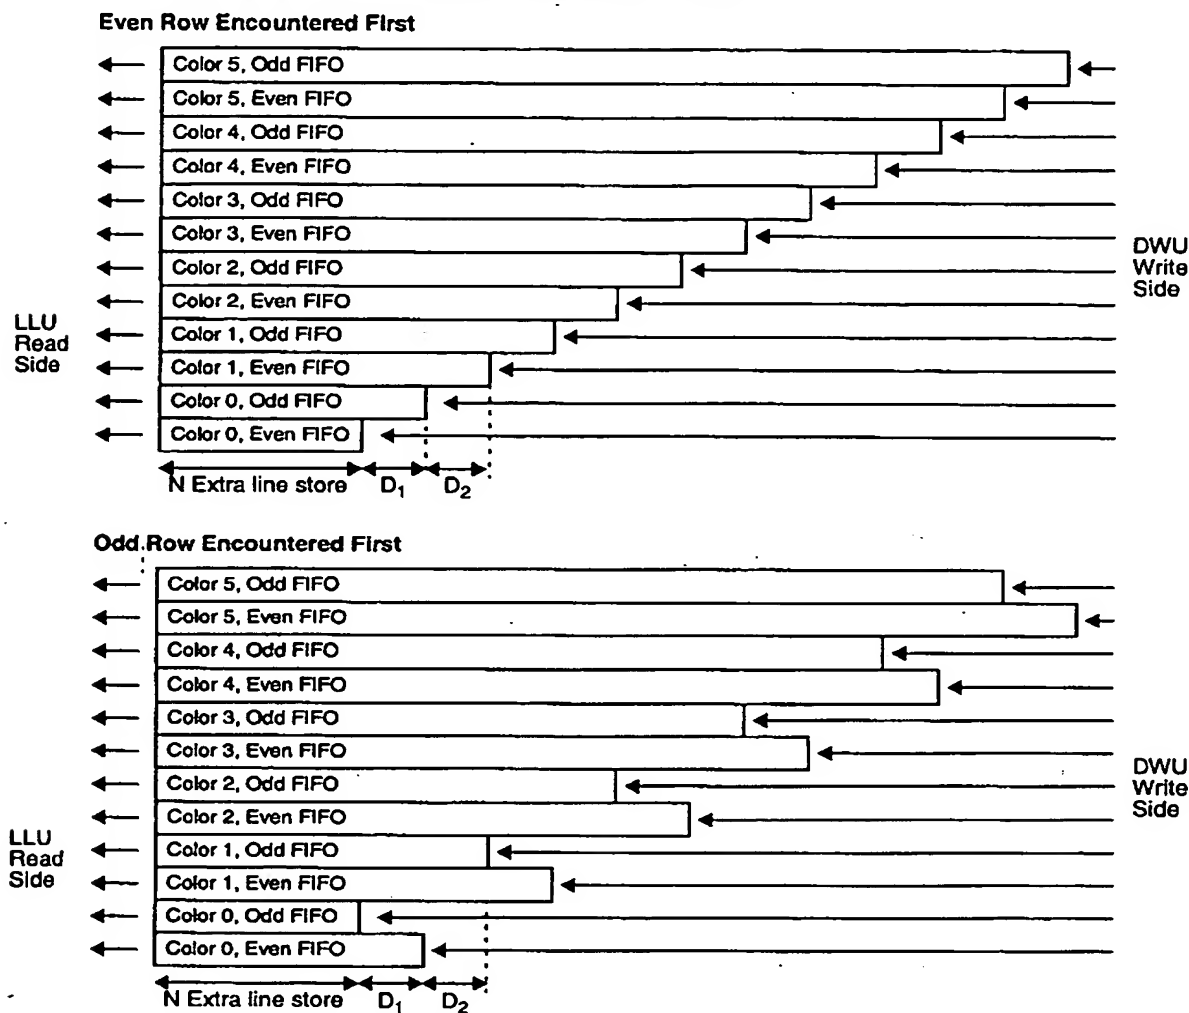 Even Row Encountered First
Color 5, Odd FIFO
Color 5, Even FIFO
Color 4, Odd FIFO
Color 4, Even FIFO
Color 3, Odd FIFO
Color 3, Even FIFO
Color 2, Odd FIFO
Color 2, Even FIFO
Color 1, Odd FIFO
Color 1, Even FIFO
Color 0, Odd FIFO
Color 0, Even FIFO
LLU
Read
Side
DWU
Write
Side
N Extra line store D1 D2
Odd Row Encountered First
Color 5, Odd FIFO
Color 5, Even FIFO
Color 4, Odd FIFO
Color 4, Even FIFO
Color 3, Odd FIFO
Color 3, Even FIFO
Color 2, Odd FIFO
Color 2, Even FIFO
Color 1, Odd FIFO
Color 1, Even FIFO
Color 0, Odd FIFO
Color 0, Even FIFO
LLU
Read
Side
DWU
Write
Side
N Extra line store D1 D2